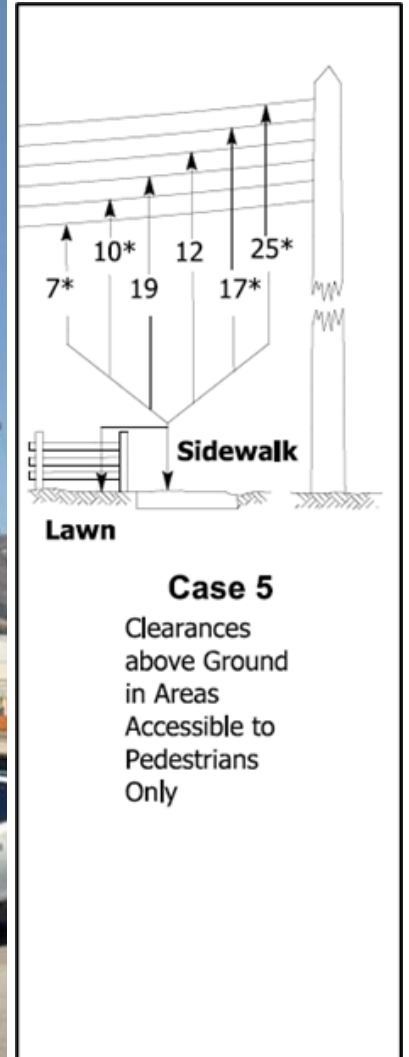 25*
10* 12
7* 19 17*
Sidewalk
Lawn
Case 5
Clearances
above Ground
in Areas
Accessible to
Pedestrians
Only